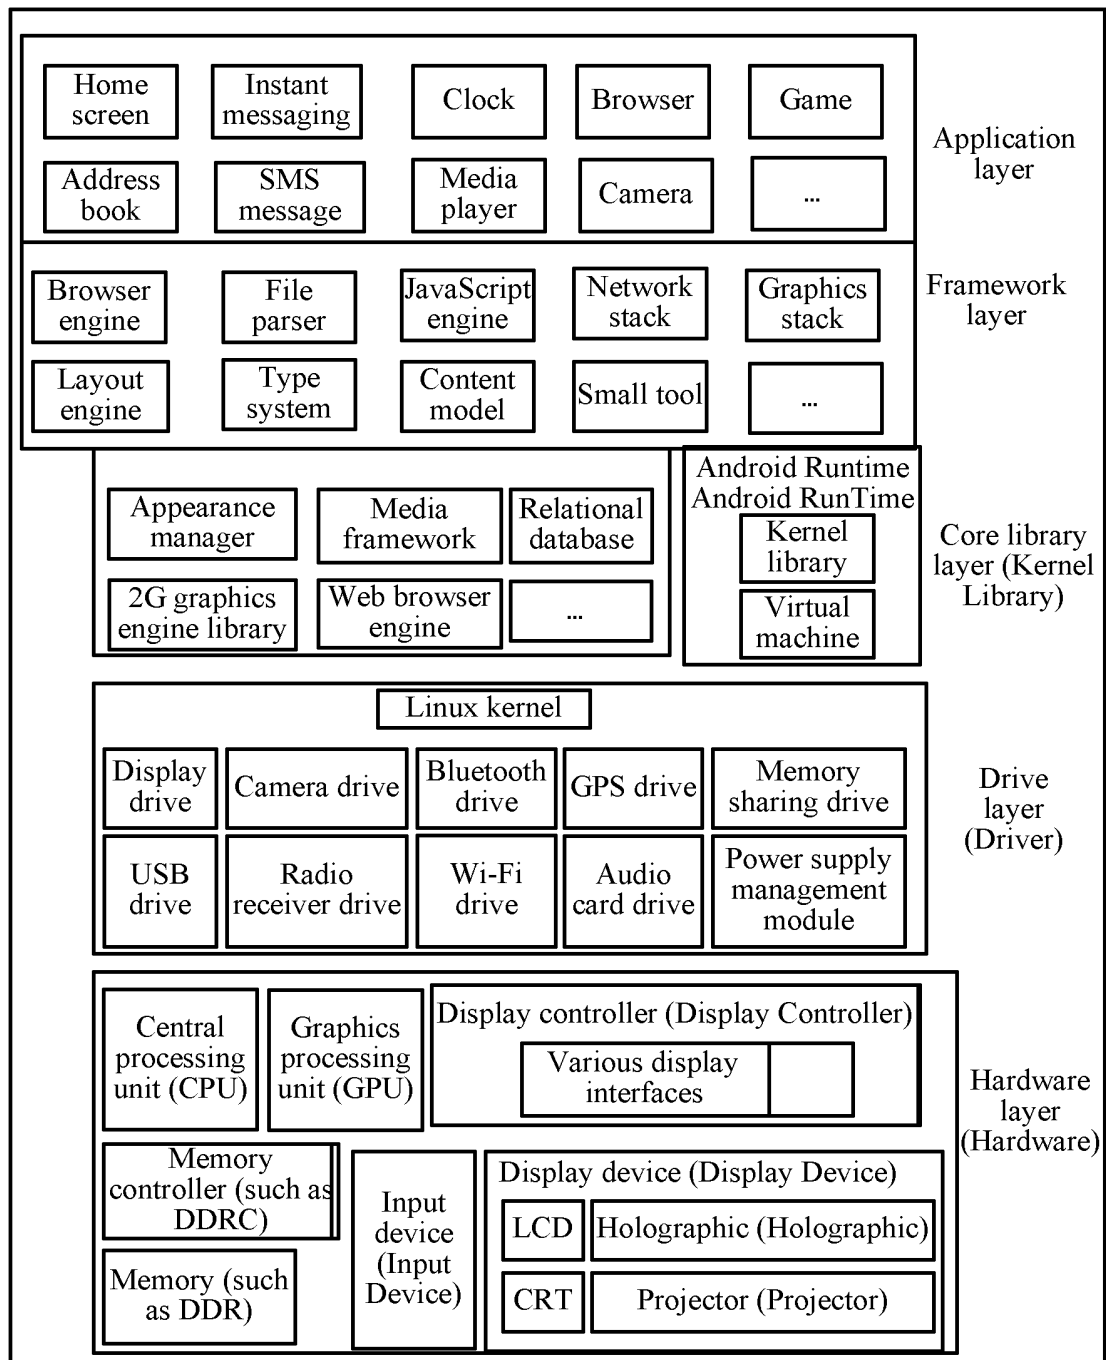 Home
screen
Instant
messaging
Clock
Browser
Game
Address
book
SMS
message
Media
player
Camera
...
Application
layer
Browser
engine
File
parser
JavaScript
engine
Network
stack
Graphics
stack
Layout
engine
Type
system
Content
model
Small tool
...
Framework
layer
Appearance
manager
Media
framework
Relational
database
2G graphics
engine library
Web browser
engine
...
Android Runtime
Android RunTime
Kernel
library
Virtual
machine
Core library
layer (Kernel
Library)
Linux kernel
Display
drive
Camera drive
Bluetooth
drive
GPS drive
Memory
sharing drive
USB
drive
Radio
receiver drive
Wi-Fi
drive
Audio
card drive
Power supply
management
module
Drive
layer
(Driver)
Central
processing
unit (CPU)
Graphics
processing
unit (GPU)
Display controller (Display Controller)
Various display
interfaces
Memory
controller (such as
DDRC)
Memory (such
as DDR)
Input
device
(Input
Device)
Display device (Display Device)
LCD
Holographic (Holographic)
CRT
Projector (Projector)
Hardware
layer
(Hardware)